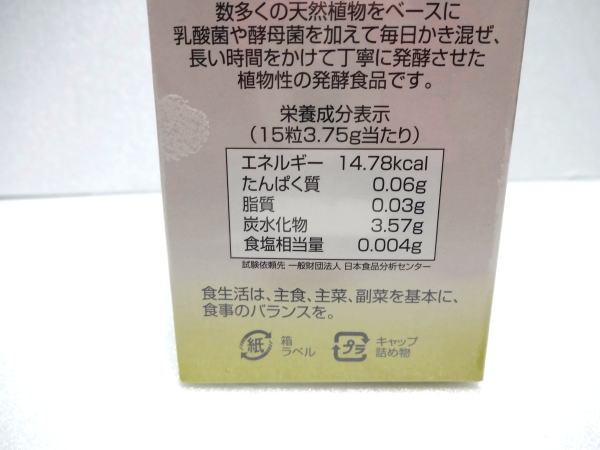 数多くの天然植物をベースに
乳酸菌や酵母菌を加えて毎日かき混ぜ、
長い時間をかけて丁寧に発酵させた
植物性の発酵食品です。
栄養成分表示
(15粒3.75g当たり)
エネルギー 14.78kcal
たんぱく質 0.06g
脂質 0.03g
炭水化物 3.57g
食塩相当量 0.004g
試験依頼先 一般財団法人 日本食品分析センター
食生活は、主食、主菜、副菜を基本に、
食事のバランスを。
紙 箱
ラベル
プラ キャップ
詰め物